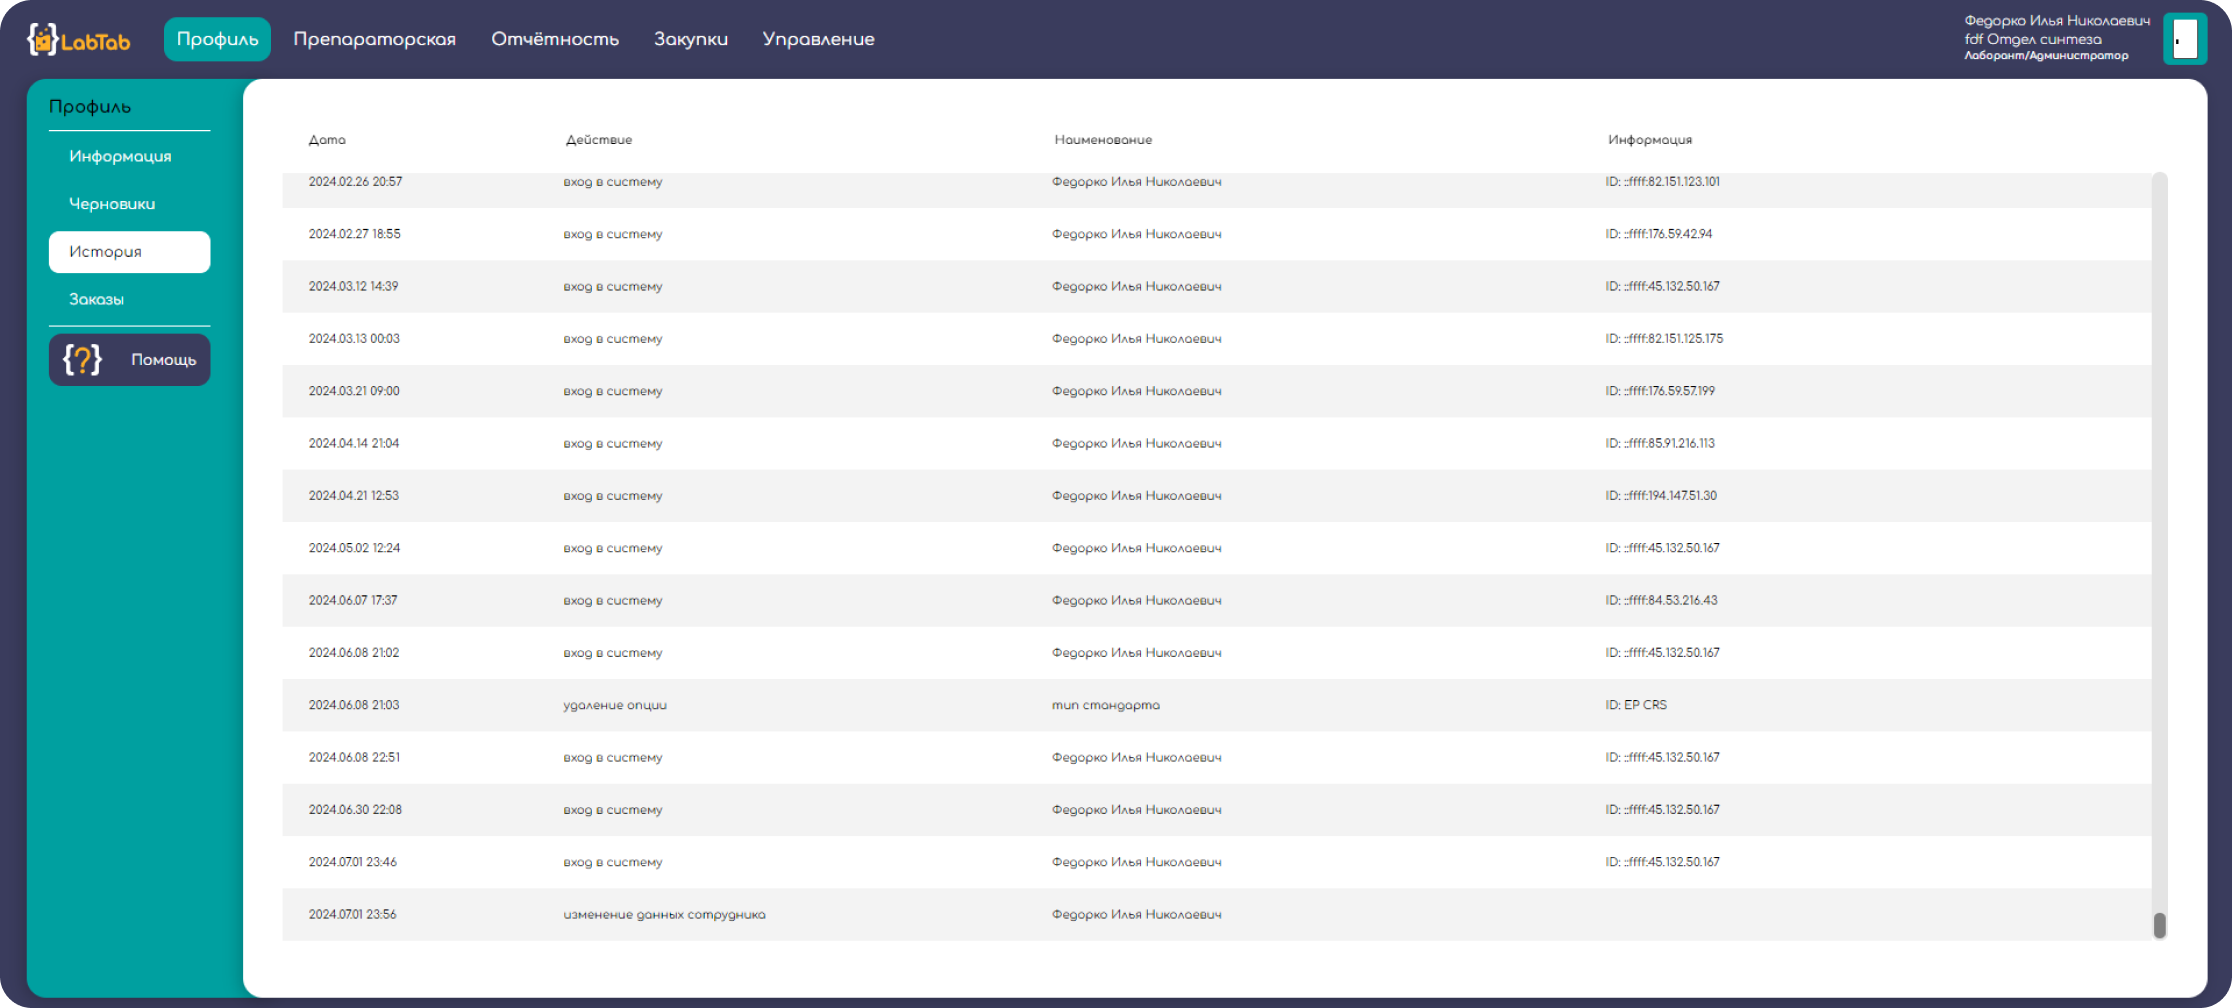 LabTab
Профиль Препараторская Отчётность Закупки Управление
Федорко Илья Николаевич
fdf Отдел синтеза
Лаборант/Администратор
Профиль
Информация
Черновики
История
Заказы
{?} Помощь
Дата Действие Наименование Информация
2024.02.26 20:57 вход в систему Федорко Илья Николаевич ID: ::ffff:82.151.123.101
2024.02.27 18:55 вход в систему Федорко Илья Николаевич ID: ::ffff:176.59.42.94
2024.03.12 14:39 вход в систему Федорко Илья Николаевич ID: ::ffff:45.132.50.167
2024.03.13 00:03 вход в систему Федорко Илья Николаевич ID: ::ffff:82.151.125.175
2024.03.21 09:00 вход в систему Федорко Илья Николаевич ID: ::ffff:176.59.57.199
2024.04.14 21:04 вход в систему Федорко Илья Николаевич ID: ::ffff:85.91.216.113
2024.04.21 12:53 вход в систему Федорко Илья Николаевич ID: ::ffff:194.147.51.30
2024.05.02 12:24 вход в систему Федорко Илья Николаевич ID: ::ffff:45.132.50.167
2024.06.07 17:37 вход в систему Федорко Илья Николаевич ID: ::ffff:84.53.216.43
2024.06.08 21:02 вход в систему Федорко Илья Николаевич ID: ::ffff:45.132.50.167
2024.06.08 21:03 удаление опции тип стандарта ID: EP CRS
2024.06.08 22:51 вход в систему Федорко Илья Николаевич ID: ::ffff:45.132.50.167
2024.06.30 22:08 вход в систему Федорко Илья Николаевич ID: ::ffff:45.132.50.167
2024.07.01 23:46 вход в систему Федорко Илья Николаевич ID: ::ffff:45.132.50.167
2024.07.01 23:56 изменение данных сотрудника Федорко Илья Николаевич